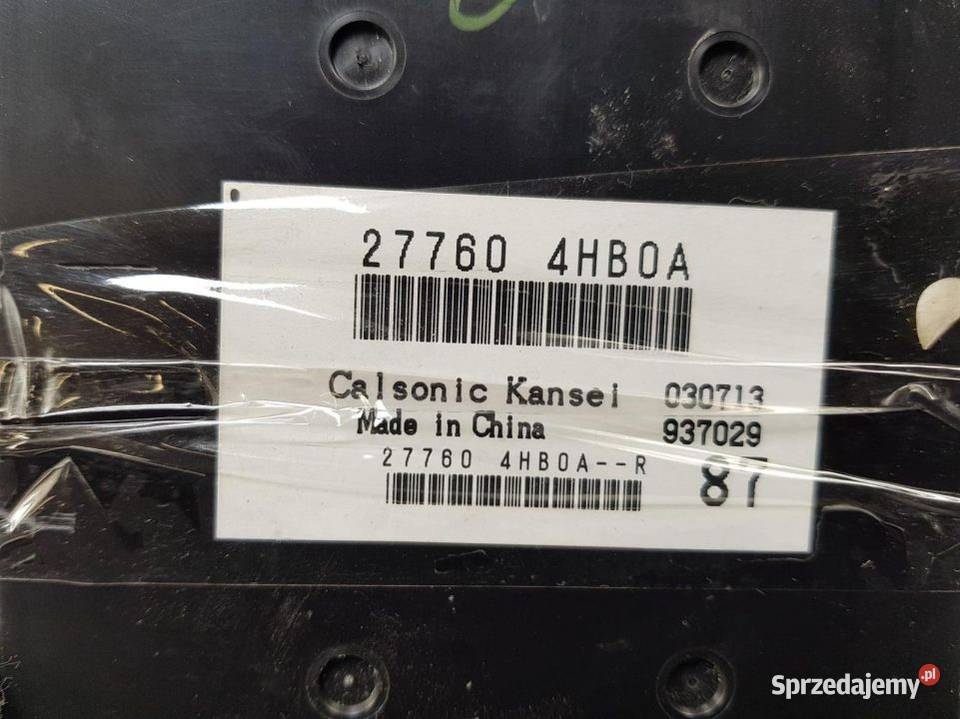 27760 4HB0A
Calsonic Kansei 030713
Made in China 937029
27760 4HB0A--R 87
Sprzedajemy.pl